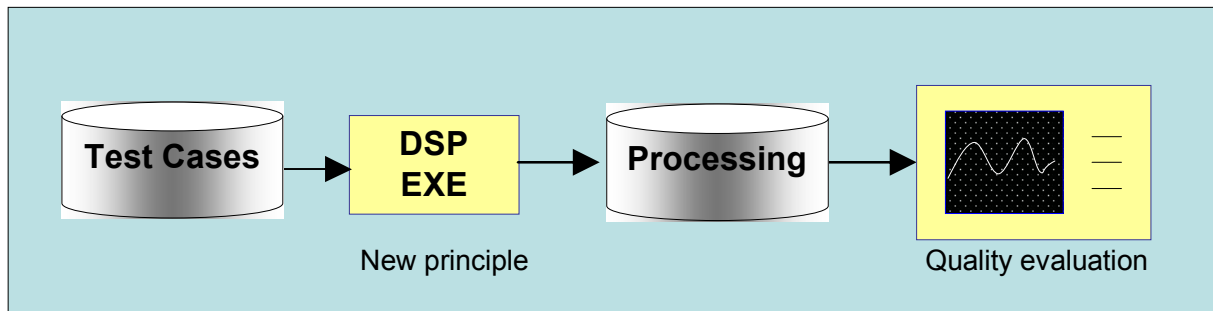 Test Cases
DSP
EXE
Processing
New principle
Quality evaluation